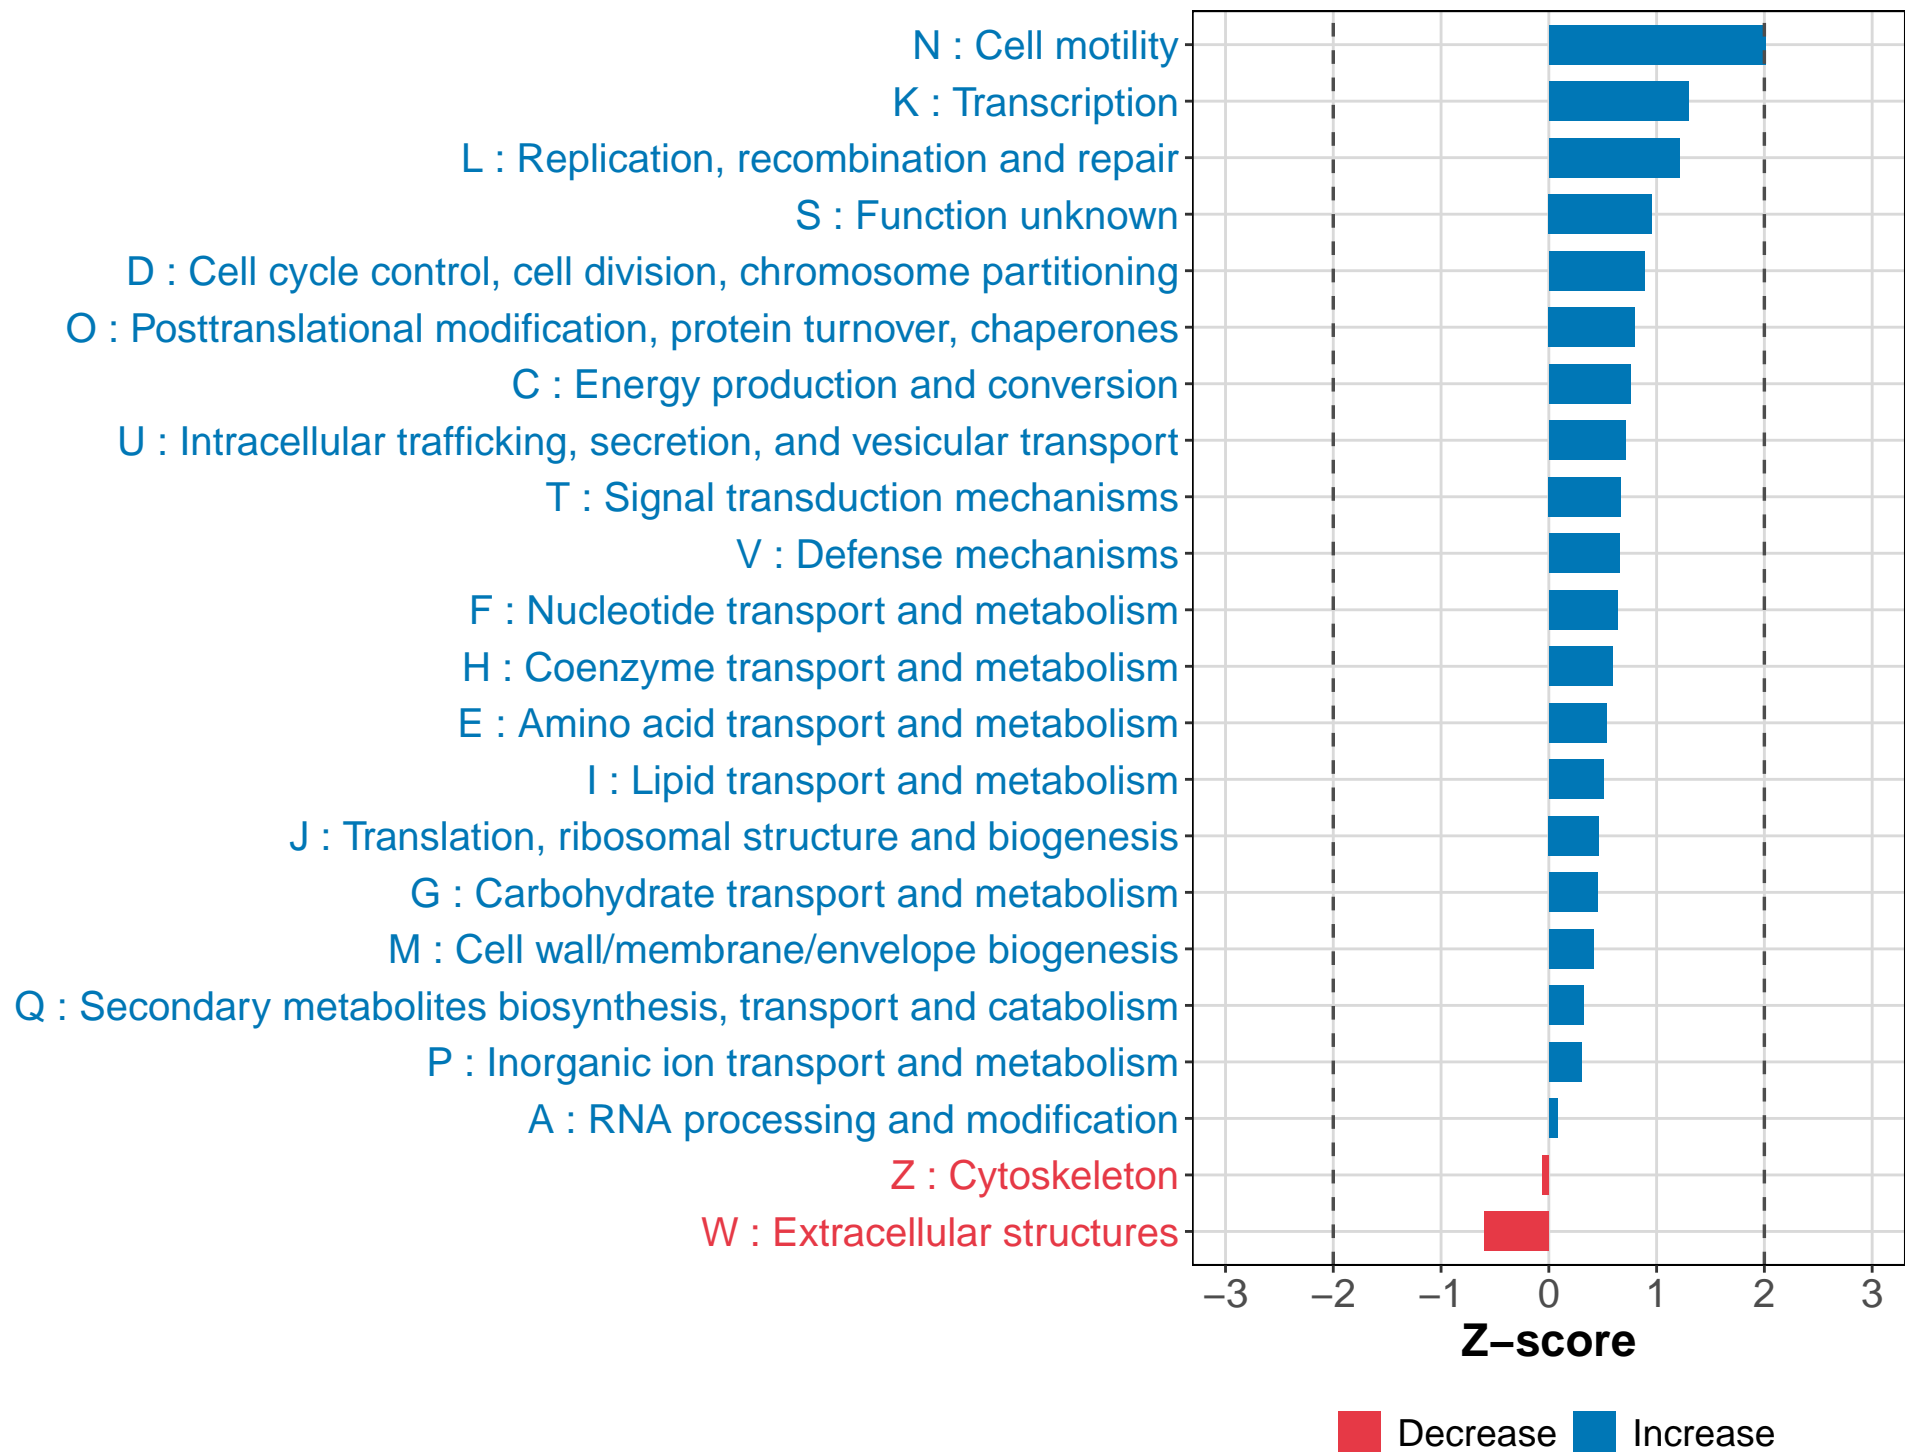 N : Cell motility
K : Transcription
L : Replication, recombination and repair
S : Function unknown
D : Cell cycle control, cell division, chromosome partitioning
O : Posttranslational modification, protein turnover, chaperones
C : Energy production and conversion
U : Intracellular trafficking, secretion, and vesicular transport
T : Signal transduction mechanisms
V : Defense mechanisms
F : Nucleotide transport and metabolism
H : Coenzyme transport and metabolism
E : Amino acid transport and metabolism
I : Lipid transport and metabolism
J : Translation, ribosomal structure and biogenesis
G : Carbohydrate transport and metabolism
M : Cell wall/membrane/envelope biogenesis
Q : Secondary metabolites biosynthesis, transport and catabolism
P : Inorganic ion transport and metabolism
A : RNA processing and modification
Z : Cytoskeleton
W : Extracellular structures
−3 −2 −1 0 1 2 3
Z−score
Decrease Increase